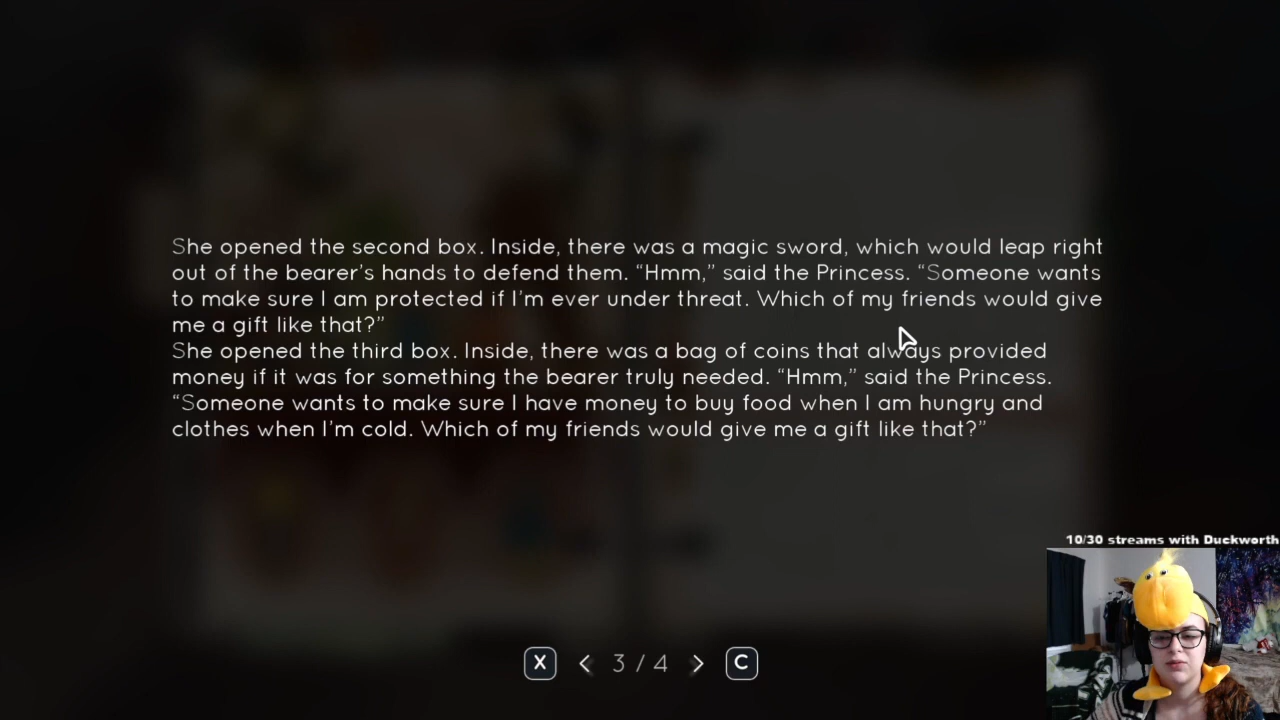 She opened the second box. Inside, there was a magic sword, which would leap right
out of the bearer's hands to defend them. “Hmm,” said the Princess. “Someone wants
to make sure I am protected if I'm ever under threat. Which of my friends would give
me a gift like that?”
She opened the third box. Inside, there was a bag of coins that always provided
money if it was for something the bearer truly needed. “Hmm,” said the Princess.
“Someone wants to make sure I have money to buy food when I am hungry and
clothes when I'm cold. Which of my friends would give me a gift like that?”
10/30 streams with Duckworth
X < 3 / 4 > C